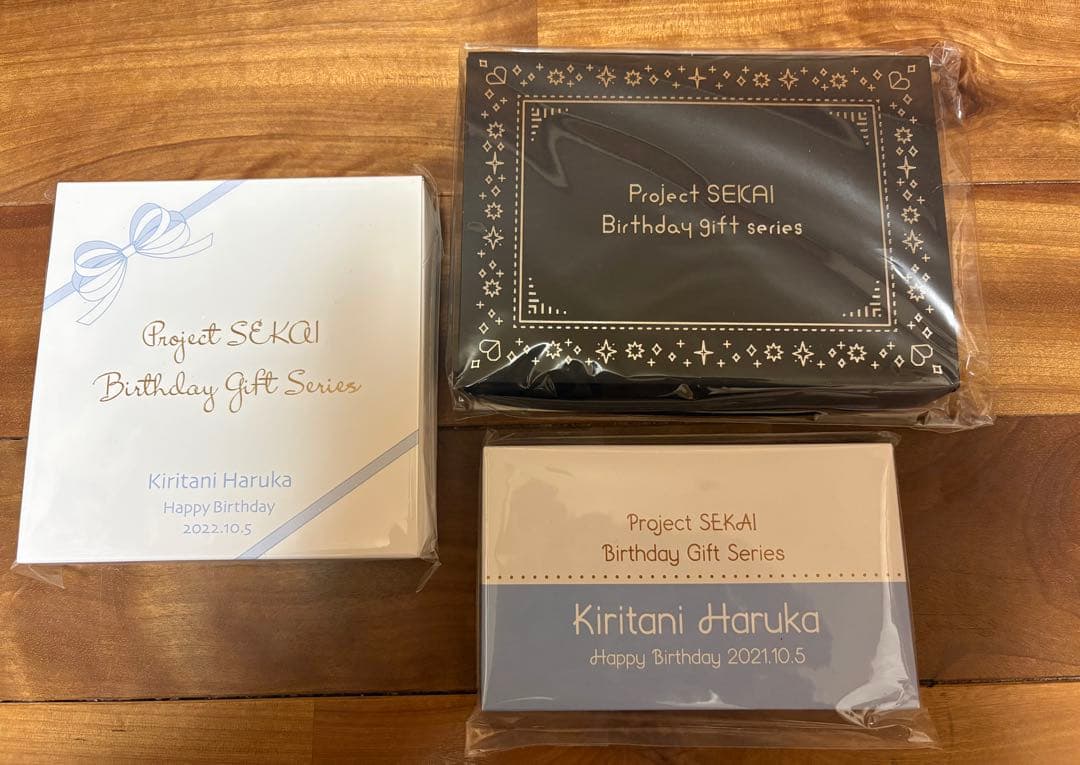 Project SEKAI
Birthday Gift Series
Kiritani Haruka
Happy Birthday
2022.10.5
Project SEKAI
Birthday gift series
Project SEKAI
Birthday Gift Series
Kiritani Haruka
Happy Birthday 2021.10.5